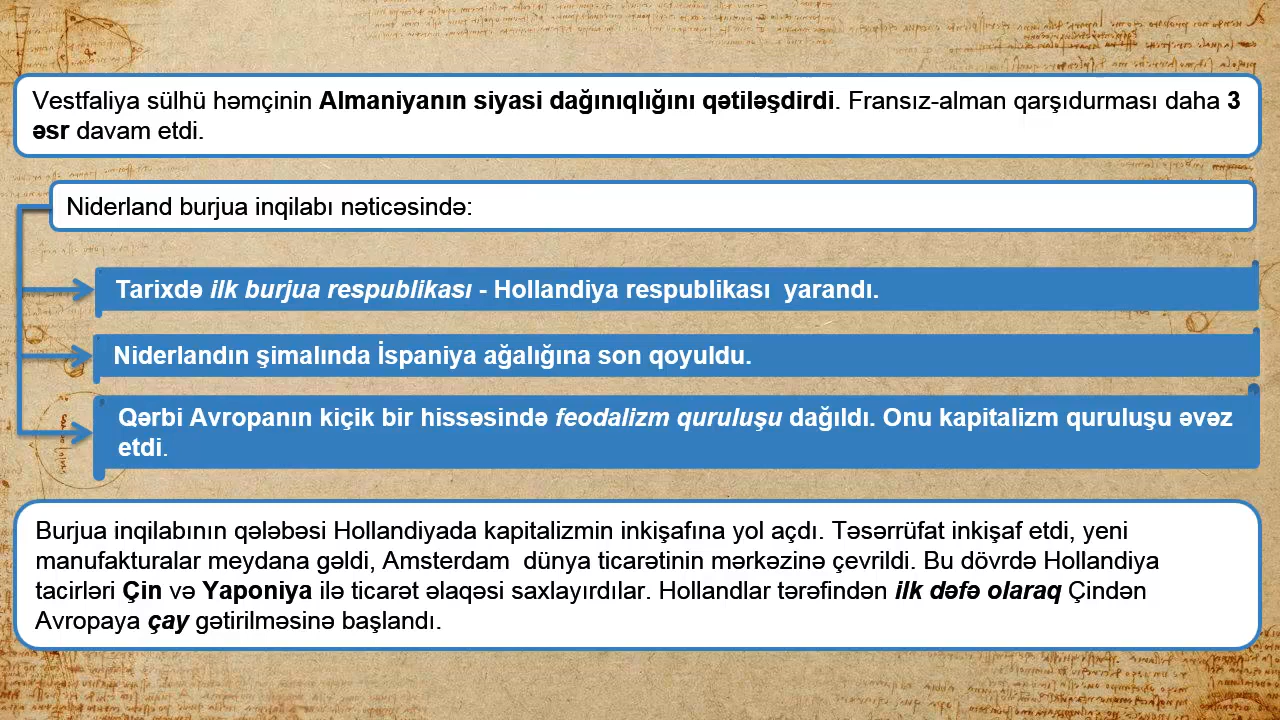 Vestfaliya sülhü həmçinin Almaniyanın siyasi dağınıqlığını qətiləşdirdi. Fransız-alman qarşıdurması daha 3
əsr davam etdi.
Niderland burjua inqilabı nəticəsində:
Tarixdə ilk burjua respublikası - Hollandiya respublikası yarandı.
Niderlandın şimalında İspaniya ağalığına son qoyuldu.
Qərbi Avropanın kiçik bir hissəsində feodalizm quruluşu dağıldı. Onu kapitalizm quruluşu əvəz
etdi.
Burjua inqilabının qələbəsi Hollandiyada kapitalizmin inkişafına yol açdı. Təsərrüfat inkişaf etdi, yeni
manufakturalar meydana gəldi, Amsterdam dünya ticarətinin mərkəzinə çevrildi. Bu dövrdə Hollandiya
tacirləri Çin və Yaponiya ilə ticarət əlaqəsi saxlayırdılar. Hollandlar tərəfindən ilk dəfə olaraq Çindən
Avropaya çay gətirilməsinə başlandı.